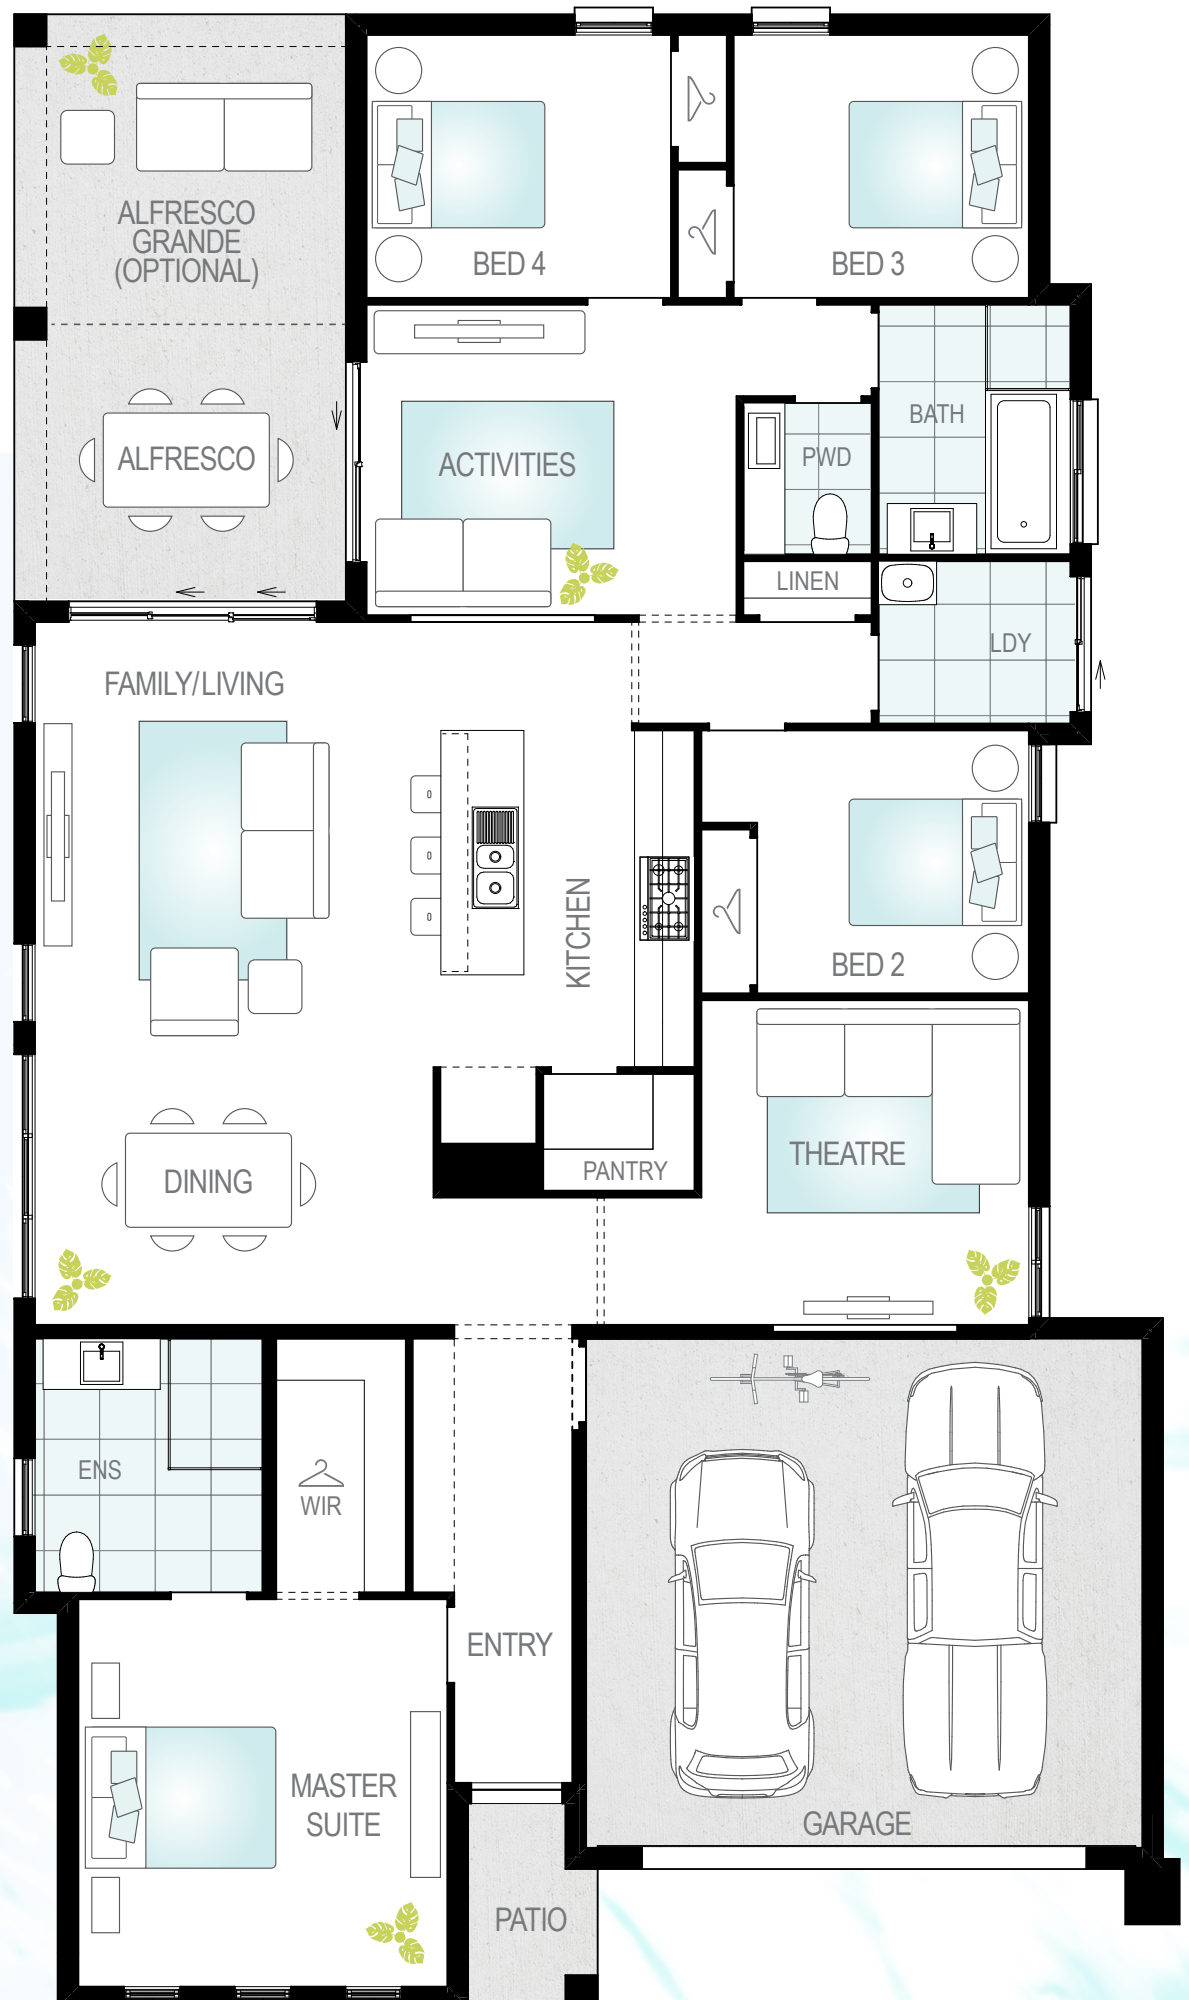 ALFRESCO
GRANDE
(OPTIONAL)
BED 4
BED 3
ALFRESCO
ACTIVITIES
PWD
BATH
LINEN
LDY
FAMILY/LIVING
KITCHEN
BED 2
DINING
PANTRY
THEATRE
ENS
WIR
ENTRY
MASTER
SUITE
GARAGE
PATIO